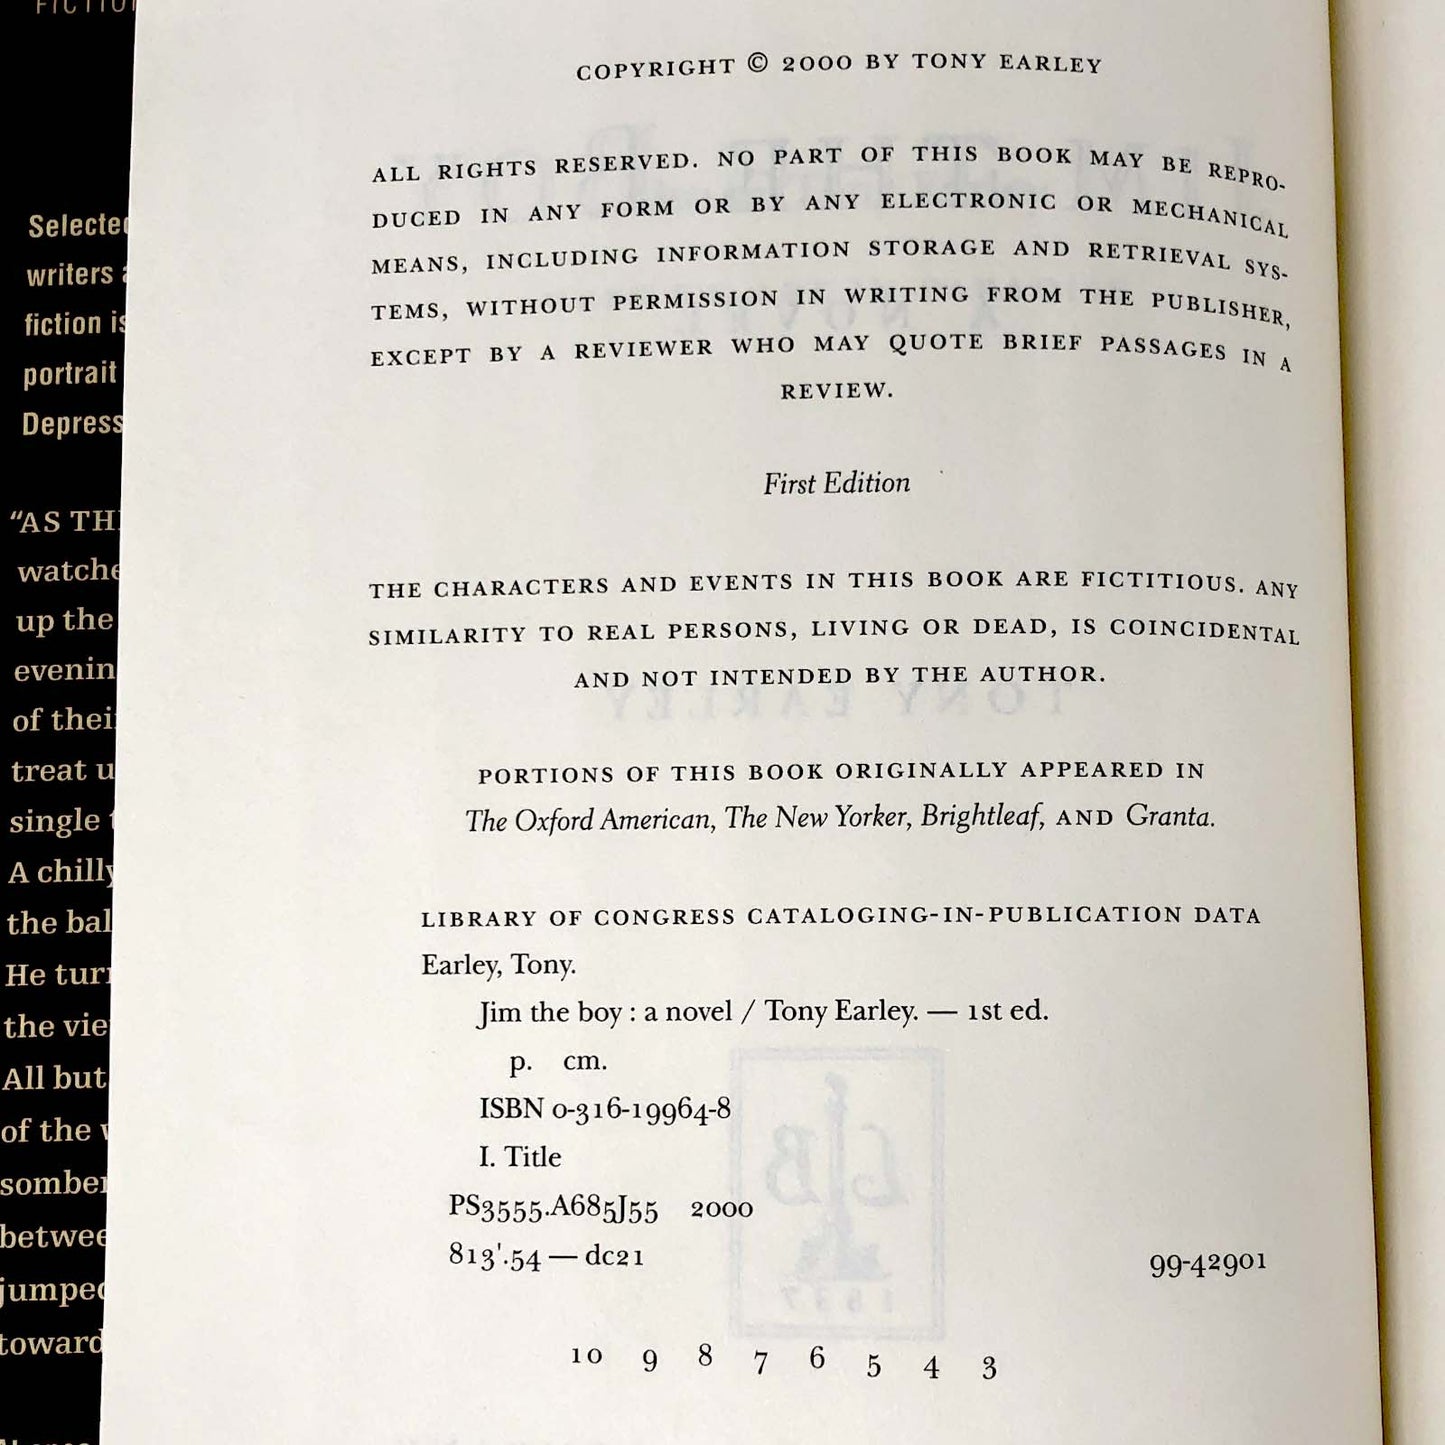 FICTION
Selected
writers
fiction is
portrait
Depress
"AS TH
watche
up the
evenin
of thei
treat u
single
A chilly
the bal
He tur
the vie
All but
of the
somber
betwee
jumped
toward
COPYRIGHT © 2000 BY TONY EARLEY
ALL RIGHTS RESERVED. NO PART OF THIS BOOK MAY BE REPRO-
DUCED IN ANY FORM OR BY ANY ELECTRONIC OR MECHANICAL
MEANS, INCLUDING INFORMATION STORAGE AND RETRIEVAL SYS-
TEMS, WITHOUT PERMISSION IN WRITING FROM THE PUBLISHER,
EXCEPT BY A REVIEWER WHO MAY QUOTE BRIEF PASSAGES IN A
REVIEW.
First Edition
THE CHARACTERS AND EVENTS IN THIS BOOK ARE FICTITIOUS. ANY
SIMILARITY TO REAL PERSONS, LIVING OR DEAD, IS COINCIDENTAL
AND NOT INTENDED BY THE AUTHOR.
PORTIONS OF THIS BOOK ORIGINALLY APPEARED IN
The Oxford American, The New Yorker, Brightleaf, AND Granta.
LIBRARY OF CONGRESS CATALOGING-IN-PUBLICATION DATA
Earley, Tony.
Jim the boy : a novel / Tony Earley. — 1st ed.
p. cm.
ISBN 0-316-19964-8
I. Title
PS3555.A685J55 2000
813'.54 — dc21 99-42901
10 9 8 7 6 5 4 3